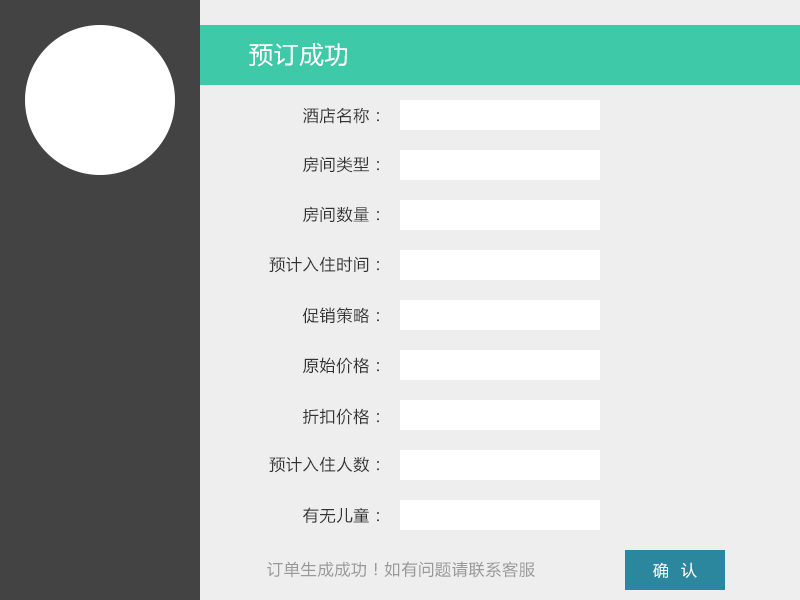 预订成功
酒店名称：
房间类型：
房间数量：
预计入住时间：
促销策略：
原始价格：
折扣价格：
预计入住人数：
有无儿童：
订单生成成功！如有问题请联系客服
确 认